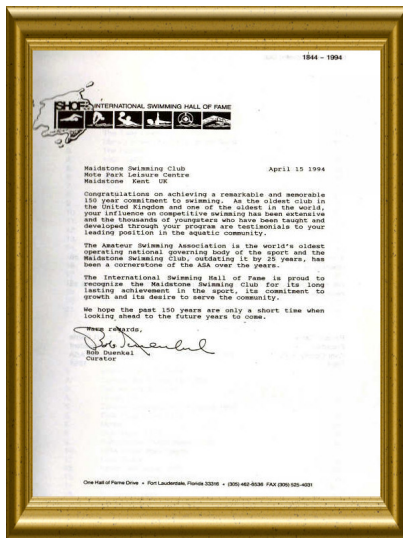 1844 - 1994
ISHOF
INTERNATIONAL SWIMMING HALL OF FAME
Maidstone Swimming Club April 15 1994
Mote Park Leisure Centre
Maidstone Kent UK
Congratulations on achieving a remarkable and memorable
150 year commitment to swimming. As the oldest club in
the United Kingdom and one of the oldest in the world,
your influence on competitive swimming has been extensive
and the thousands of youngsters who have been taught and
developed through your program are testimonials to your
leading position in the aquatic community.
The Amateur Swimming Association is the world's oldest
operating national governing body of the sport and the
Maidstone Swimming Club, outdating it by 25 years, has
been a cornerstone of the ASA over the years.
The International Swimming Hall of Fame is proud to
recognize the Maidstone Swimming Club for its long
lasting achievement in the sport, its commitment to
growth and its desire to serve the community.
We hope the past 150 years are only a short time when
looking ahead to the future years to come.
Warm regards,
Bob Duenkel
Bob Duenkel
Curator
One Hall of Fame Drive • Fort Lauderdale, Florida 33316 • (305) 462-6536 FAX (305) 525-4031